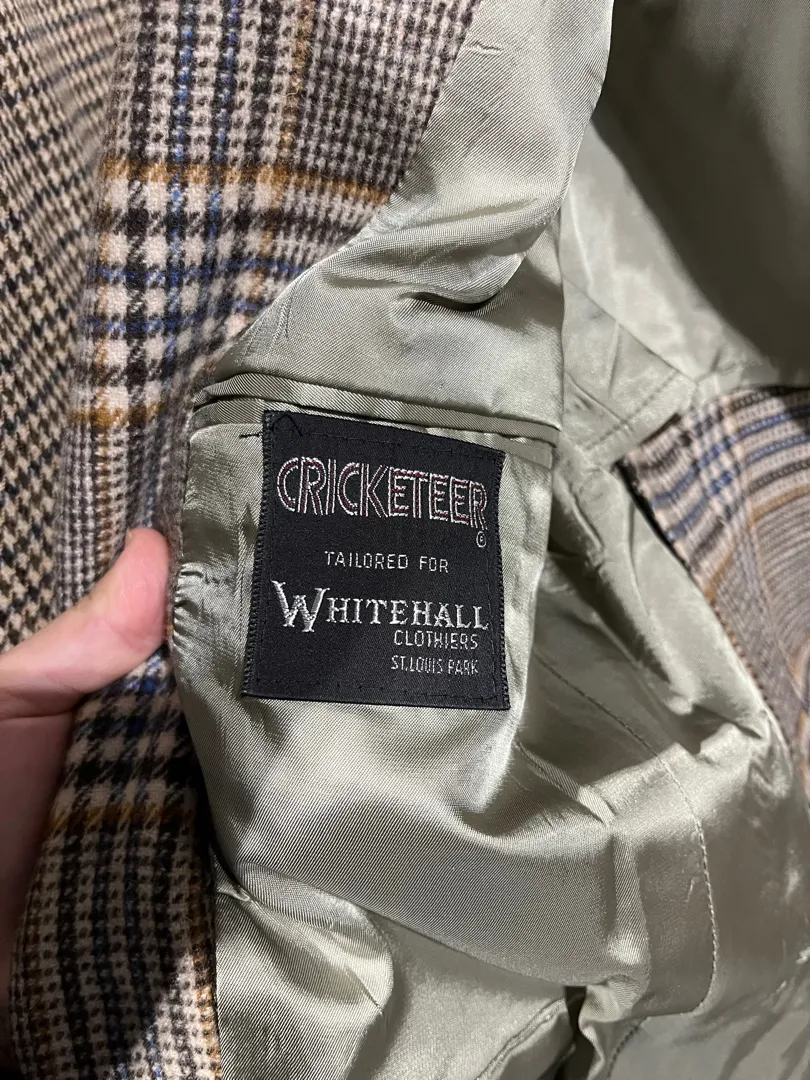 CRICKETEER
®
TAILORED FOR
WHITEHALL
CLOTHIERS
ST. LOUIS PARK